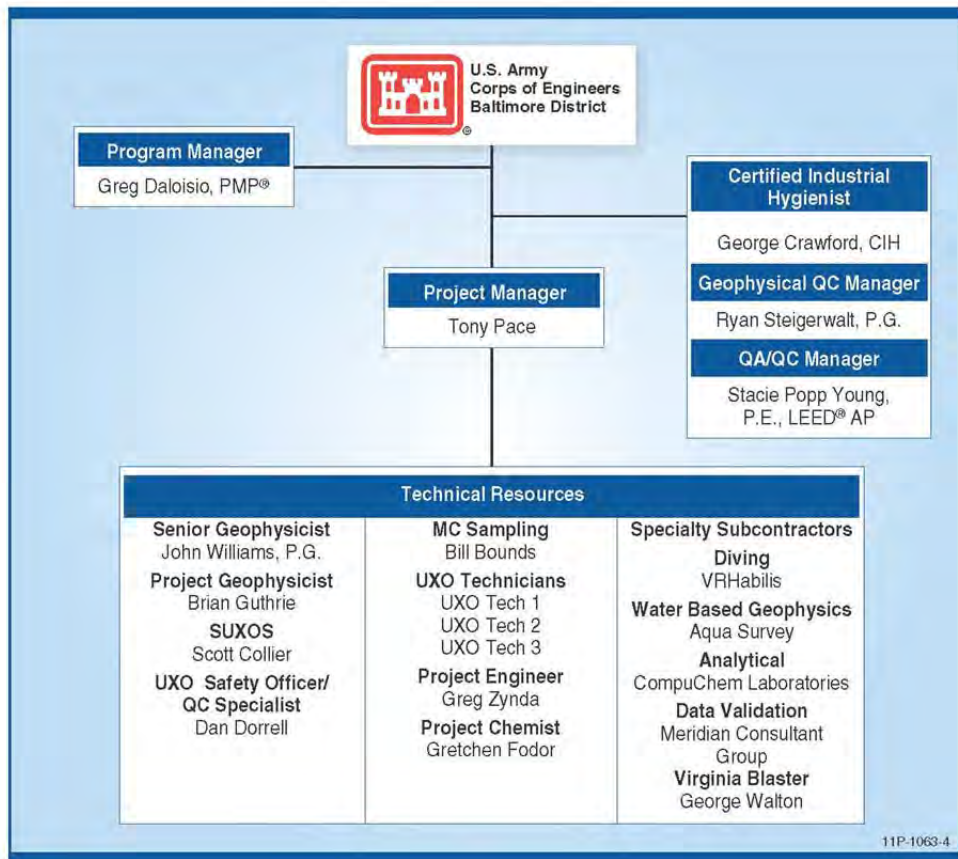 U.S. Army
Corps of Engineers
Baltimore District
®
Program Manager
Greg Daloisio, PMP®
Certified Industrial
Hygienist
George Crawford, CIH
Geophysical QC Manager
Ryan Steigerwalt, P.G.
QA/QC Manager
Stacie Popp Young,
P.E., LEED® AP
Project Manager
Tony Pace
Technical Resources
Senior Geophysicist
John Williams, P.G.
Project Geophysicist
Brian Guthrie
SUXOS
Scott Collier
UXO Safety Officer/
QC Specialist
Dan Dorrell
MC Sampling
Bill Bounds
UXO Technicians
UXO Tech 1
UXO Tech 2
UXO Tech 3
Project Engineer
Greg Zynda
Project Chemist
Gretchen Fodor
Specialty Subcontractors
Diving
VRHabilis
Water Based Geophysics
Aqua Survey
Analytical
CompuChem Laboratories
Data Validation
Meridian Consultant
Group
Virginia Blaster
George Walton
11P-1063-4